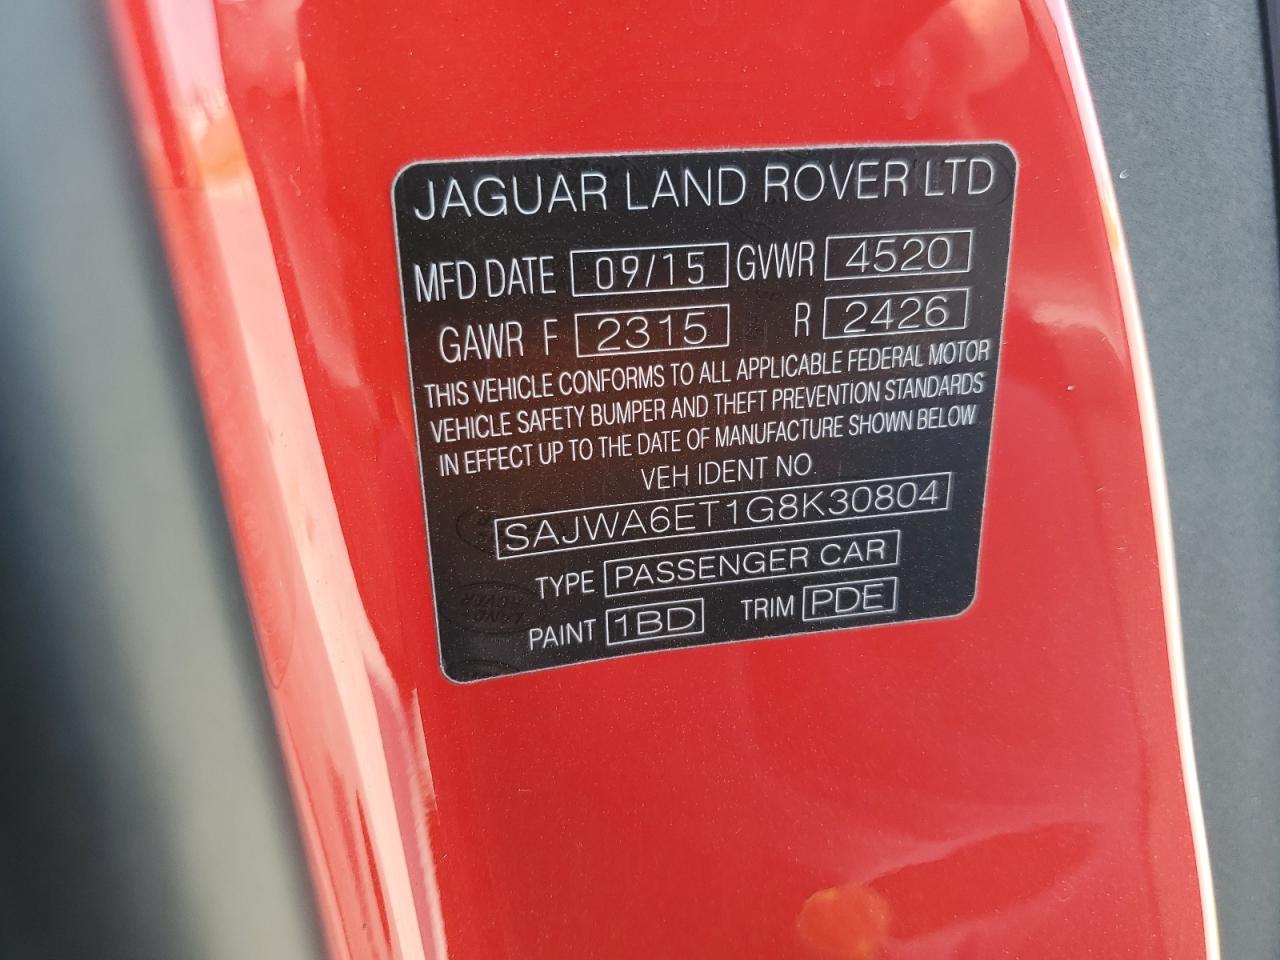 JAGUAR LAND ROVER LTD
MFD DATE 09/15 GVWR 4520
GAWR F 2315 R 2426
THIS VEHICLE CONFORMS TO ALL APPLICABLE FEDERAL MOTOR
VEHICLE SAFETY BUMPER AND THEFT PREVENTION STANDARDS
IN EFFECT UP TO THE DATE OF MANUFACTURE SHOWN BELOW
VEH IDENT NO.
SAJWA6ET1G8K30804
TYPE PASSENGER CAR
PAINT 1BD TRIM PDE
LAND
ROVER